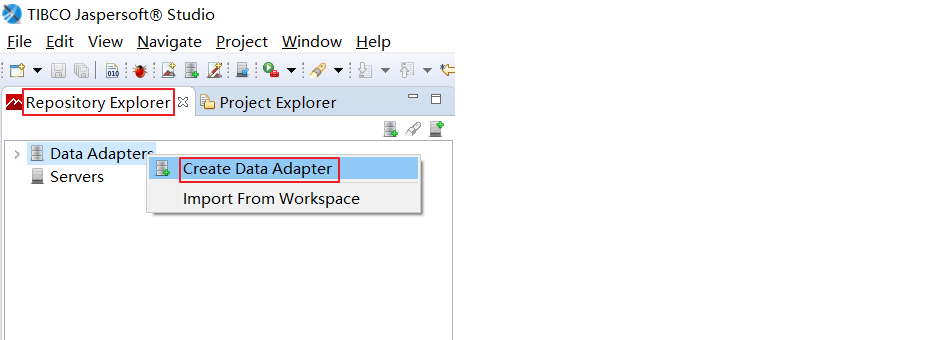 TIBCO Jaspersoft® Studio
File Edit View Navigate Project Window Help
010
Repository Explorer Project Explorer
Data Adapters
Create Data Adapter
Servers
Import From Workspace